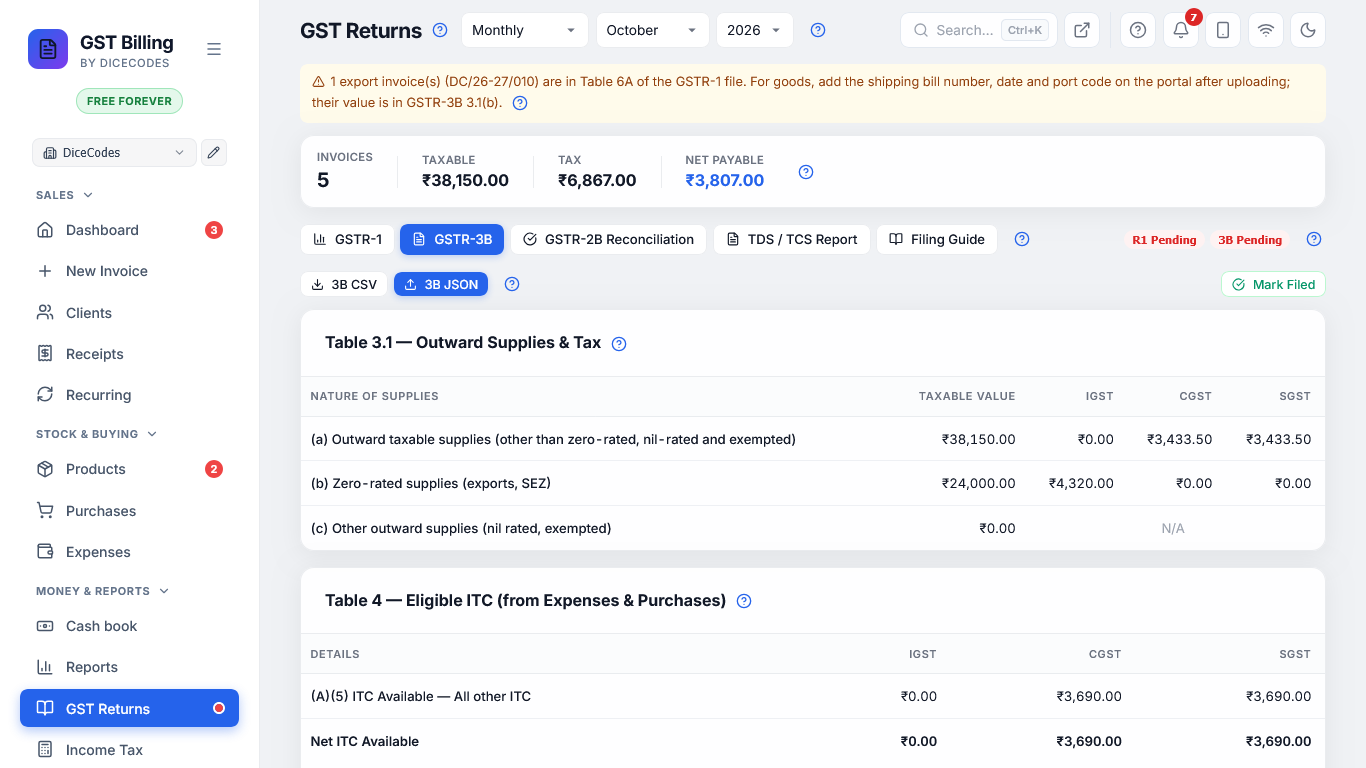 GST Billing
BY DICECODES
FREE FOREVER
DiceCodes
SALES
Dashboard 3
New Invoice
Clients
Receipts
Recurring
STOCK & BUYING
Products 2
Purchases
Expenses
MONEY & REPORTS
Cash book
Reports
GST Returns
Income Tax
GST Returns Monthly October 2026 Search... Ctrl+K 7
1 export invoice(s) (DC/26-27/010) are in Table 6A of the GSTR-1 file. For goods, add the shipping bill number, date and port code on the portal after uploading;
their value is in GSTR-3B 3.1(b).
INVOICES TAXABLE TAX NET PAYABLE
5 ₹38,150.00 ₹6,867.00 ₹3,807.00
GSTR-1 GSTR-3B GSTR-2B Reconciliation TDS / TCS Report Filing Guide R1 Pending 3B Pending
3B CSV 3B JSON Mark Filed
Table 3.1 — Outward Supplies & Tax
NATURE OF SUPPLIES TAXABLE VALUE IGST CGST SGST
(a) Outward taxable supplies (other than zero-rated, nil-rated and exempted) ₹38,150.00 ₹0.00 ₹3,433.50 ₹3,433.50
(b) Zero-rated supplies (exports, SEZ) ₹24,000.00 ₹4,320.00 ₹0.00 ₹0.00
(c) Other outward supplies (nil rated, exempted) ₹0.00 N/A
Table 4 — Eligible ITC (from Expenses & Purchases)
DETAILS IGST CGST SGST
(A)(5) ITC Available — All other ITC ₹0.00 ₹3,690.00 ₹3,690.00
Net ITC Available ₹0.00 ₹3,690.00 ₹3,690.00